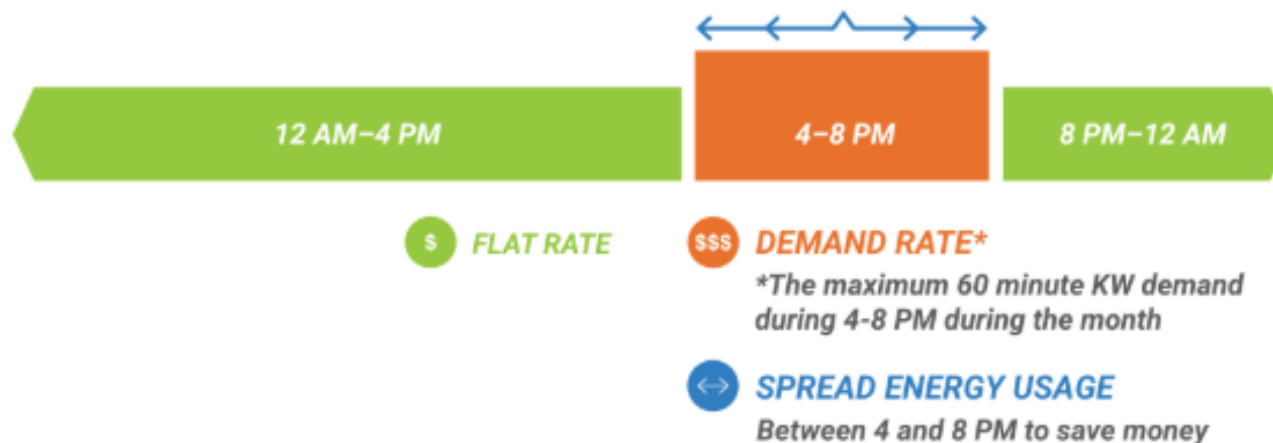 12 AM–4 PM
4–8 PM
8 PM–12 AM
$ FLAT RATE
$$$ DEMAND RATE*
*The maximum 60 minute KW demand
during 4-8 PM during the month
SPREAD ENERGY USAGE
Between 4 and 8 PM to save money